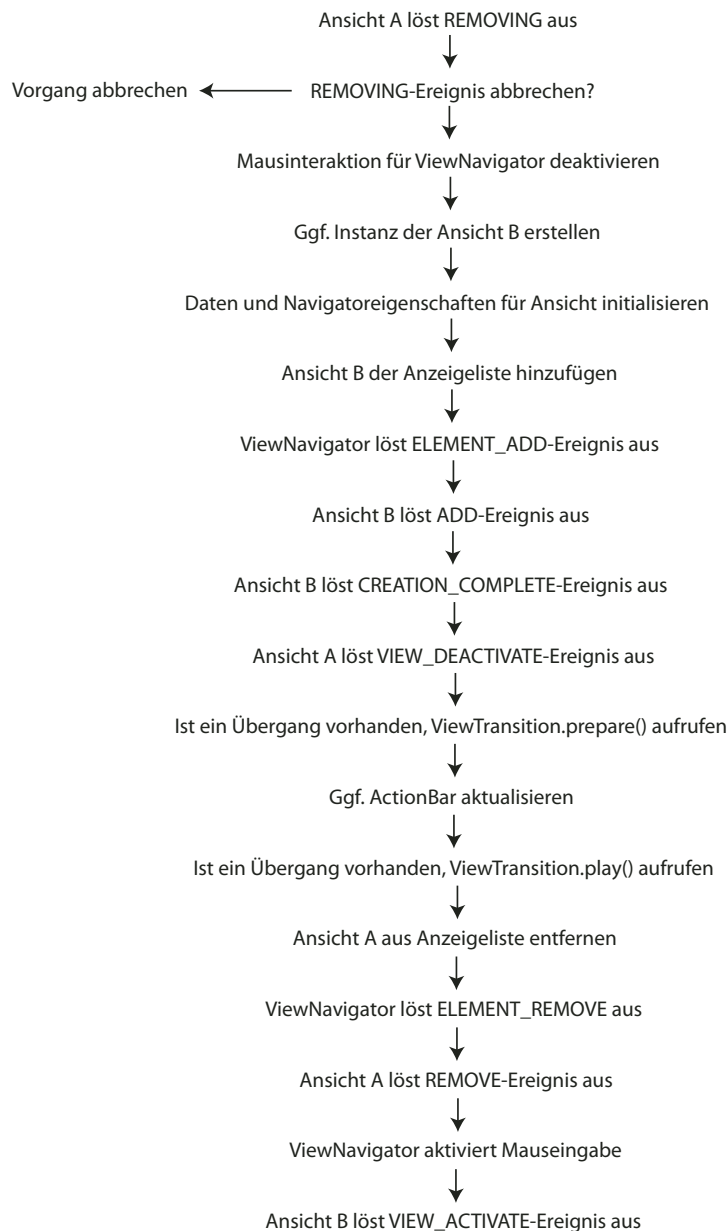 Ansicht A löst REMOVING aus
Vorgang abbrechen
REMOVING-Ereignis abbrechen?
Mausinteraktion für ViewNavigator deaktivieren
Ggf. Instanz der Ansicht B erstellen
Daten und Navigatoreigenschaften für Ansicht initialisieren
Ansicht B der Anzeigeliste hinzufügen
ViewNavigator löst ELEMENT_ADD-Ereignis aus
Ansicht B löst ADD-Ereignis aus
Ansicht B löst CREATION_COMPLETE-Ereignis aus
Ansicht A löst VIEW_DEACTIVATE-Ereignis aus
Ist ein Übergang vorhanden, ViewTransition.prepare() aufrufen
Ggf. ActionBar aktualisieren
Ist ein Übergang vorhanden, ViewTransition.play() aufrufen
Ansicht A aus Anzeigeliste entfernen
ViewNavigator löst ELEMENT_REMOVE aus
Ansicht A löst REMOVE-Ereignis aus
ViewNavigator aktiviert Mauseingabe
Ansicht B löst VIEW_ACTIVATE-Ereignis aus